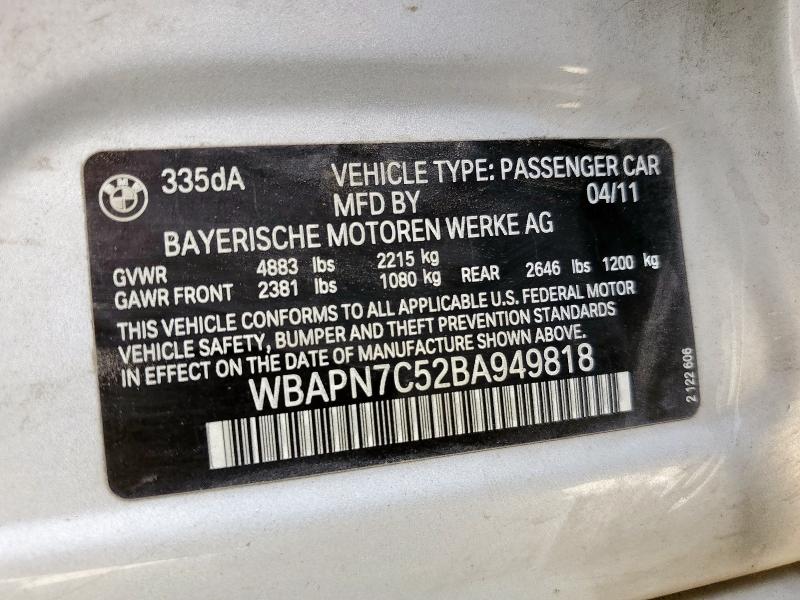 BMW
335dA VEHICLE TYPE: PASSENGER CAR
MFD BY 04/11
BAYERISCHE MOTOREN WERKE AG
GVWR 4883 lbs 2215 kg
GAWR FRONT 2381 lbs 1080 kg REAR 2646 lbs 1200 kg
THIS VEHICLE CONFORMS TO ALL APPLICABLE U.S. FEDERAL MOTOR
VEHICLE SAFETY, BUMPER AND THEFT PREVENTION STANDARDS
IN EFFECT ON THE DATE OF MANUFACTURE SHOWN ABOVE.
WBAPN7C52BA949818
2 122 606